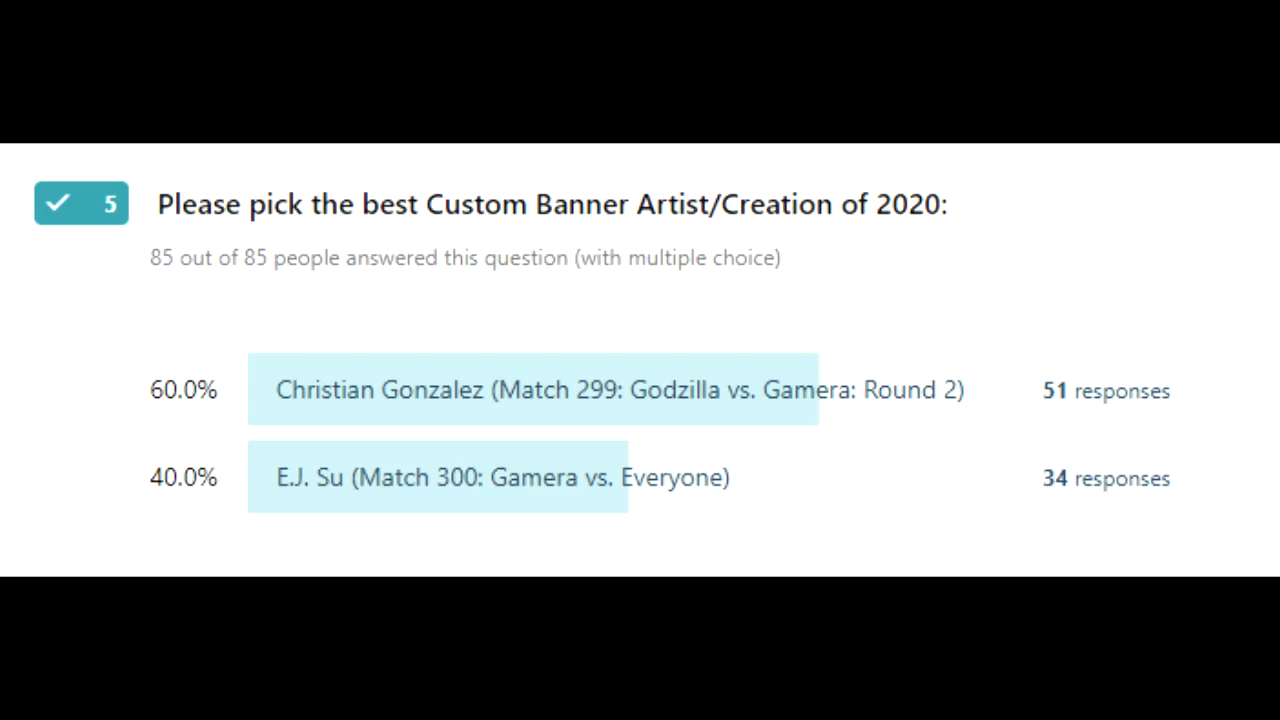 5 Please pick the best Custom Banner Artist/Creation of 2020:
85 out of 85 people answered this question (with multiple choice)
60.0% Christian Gonzalez (Match 299: Godzilla vs. Gamera: Round 2) 51 responses
40.0% E.J. Su (Match 300: Gamera vs. Everyone) 34 responses